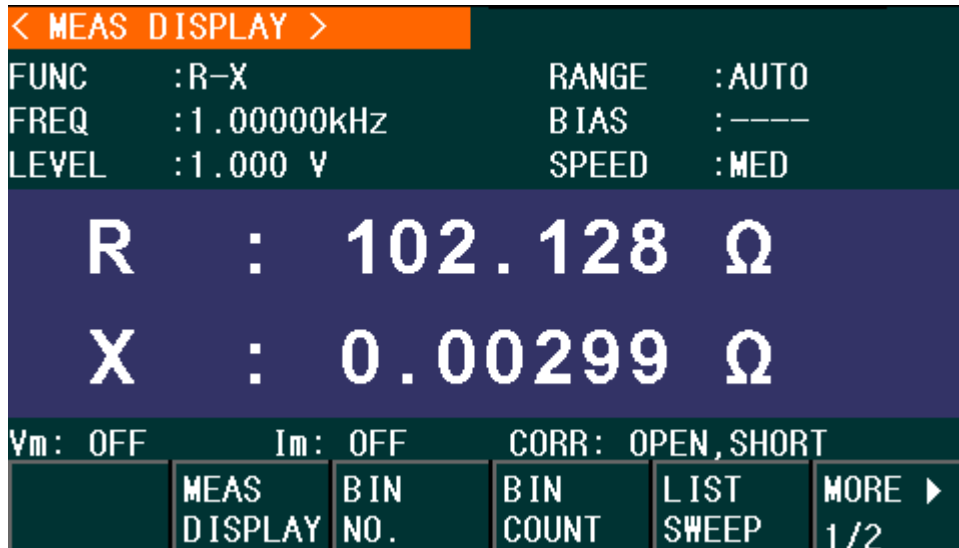 < MEAS DISPLAY >
FUNC :R-X RANGE :AUTO
FREQ :1.00000kHz BIAS :----
LEVEL :1.000 V SPEED :MED
R : 102.128 Ω
X : 0.00299 Ω
Vm: OFF Im: OFF CORR: OPEN,SHORT
MEAS DISPLAY
BIN NO.
BIN COUNT
LIST SWEEP
MORE ▶ 1/2